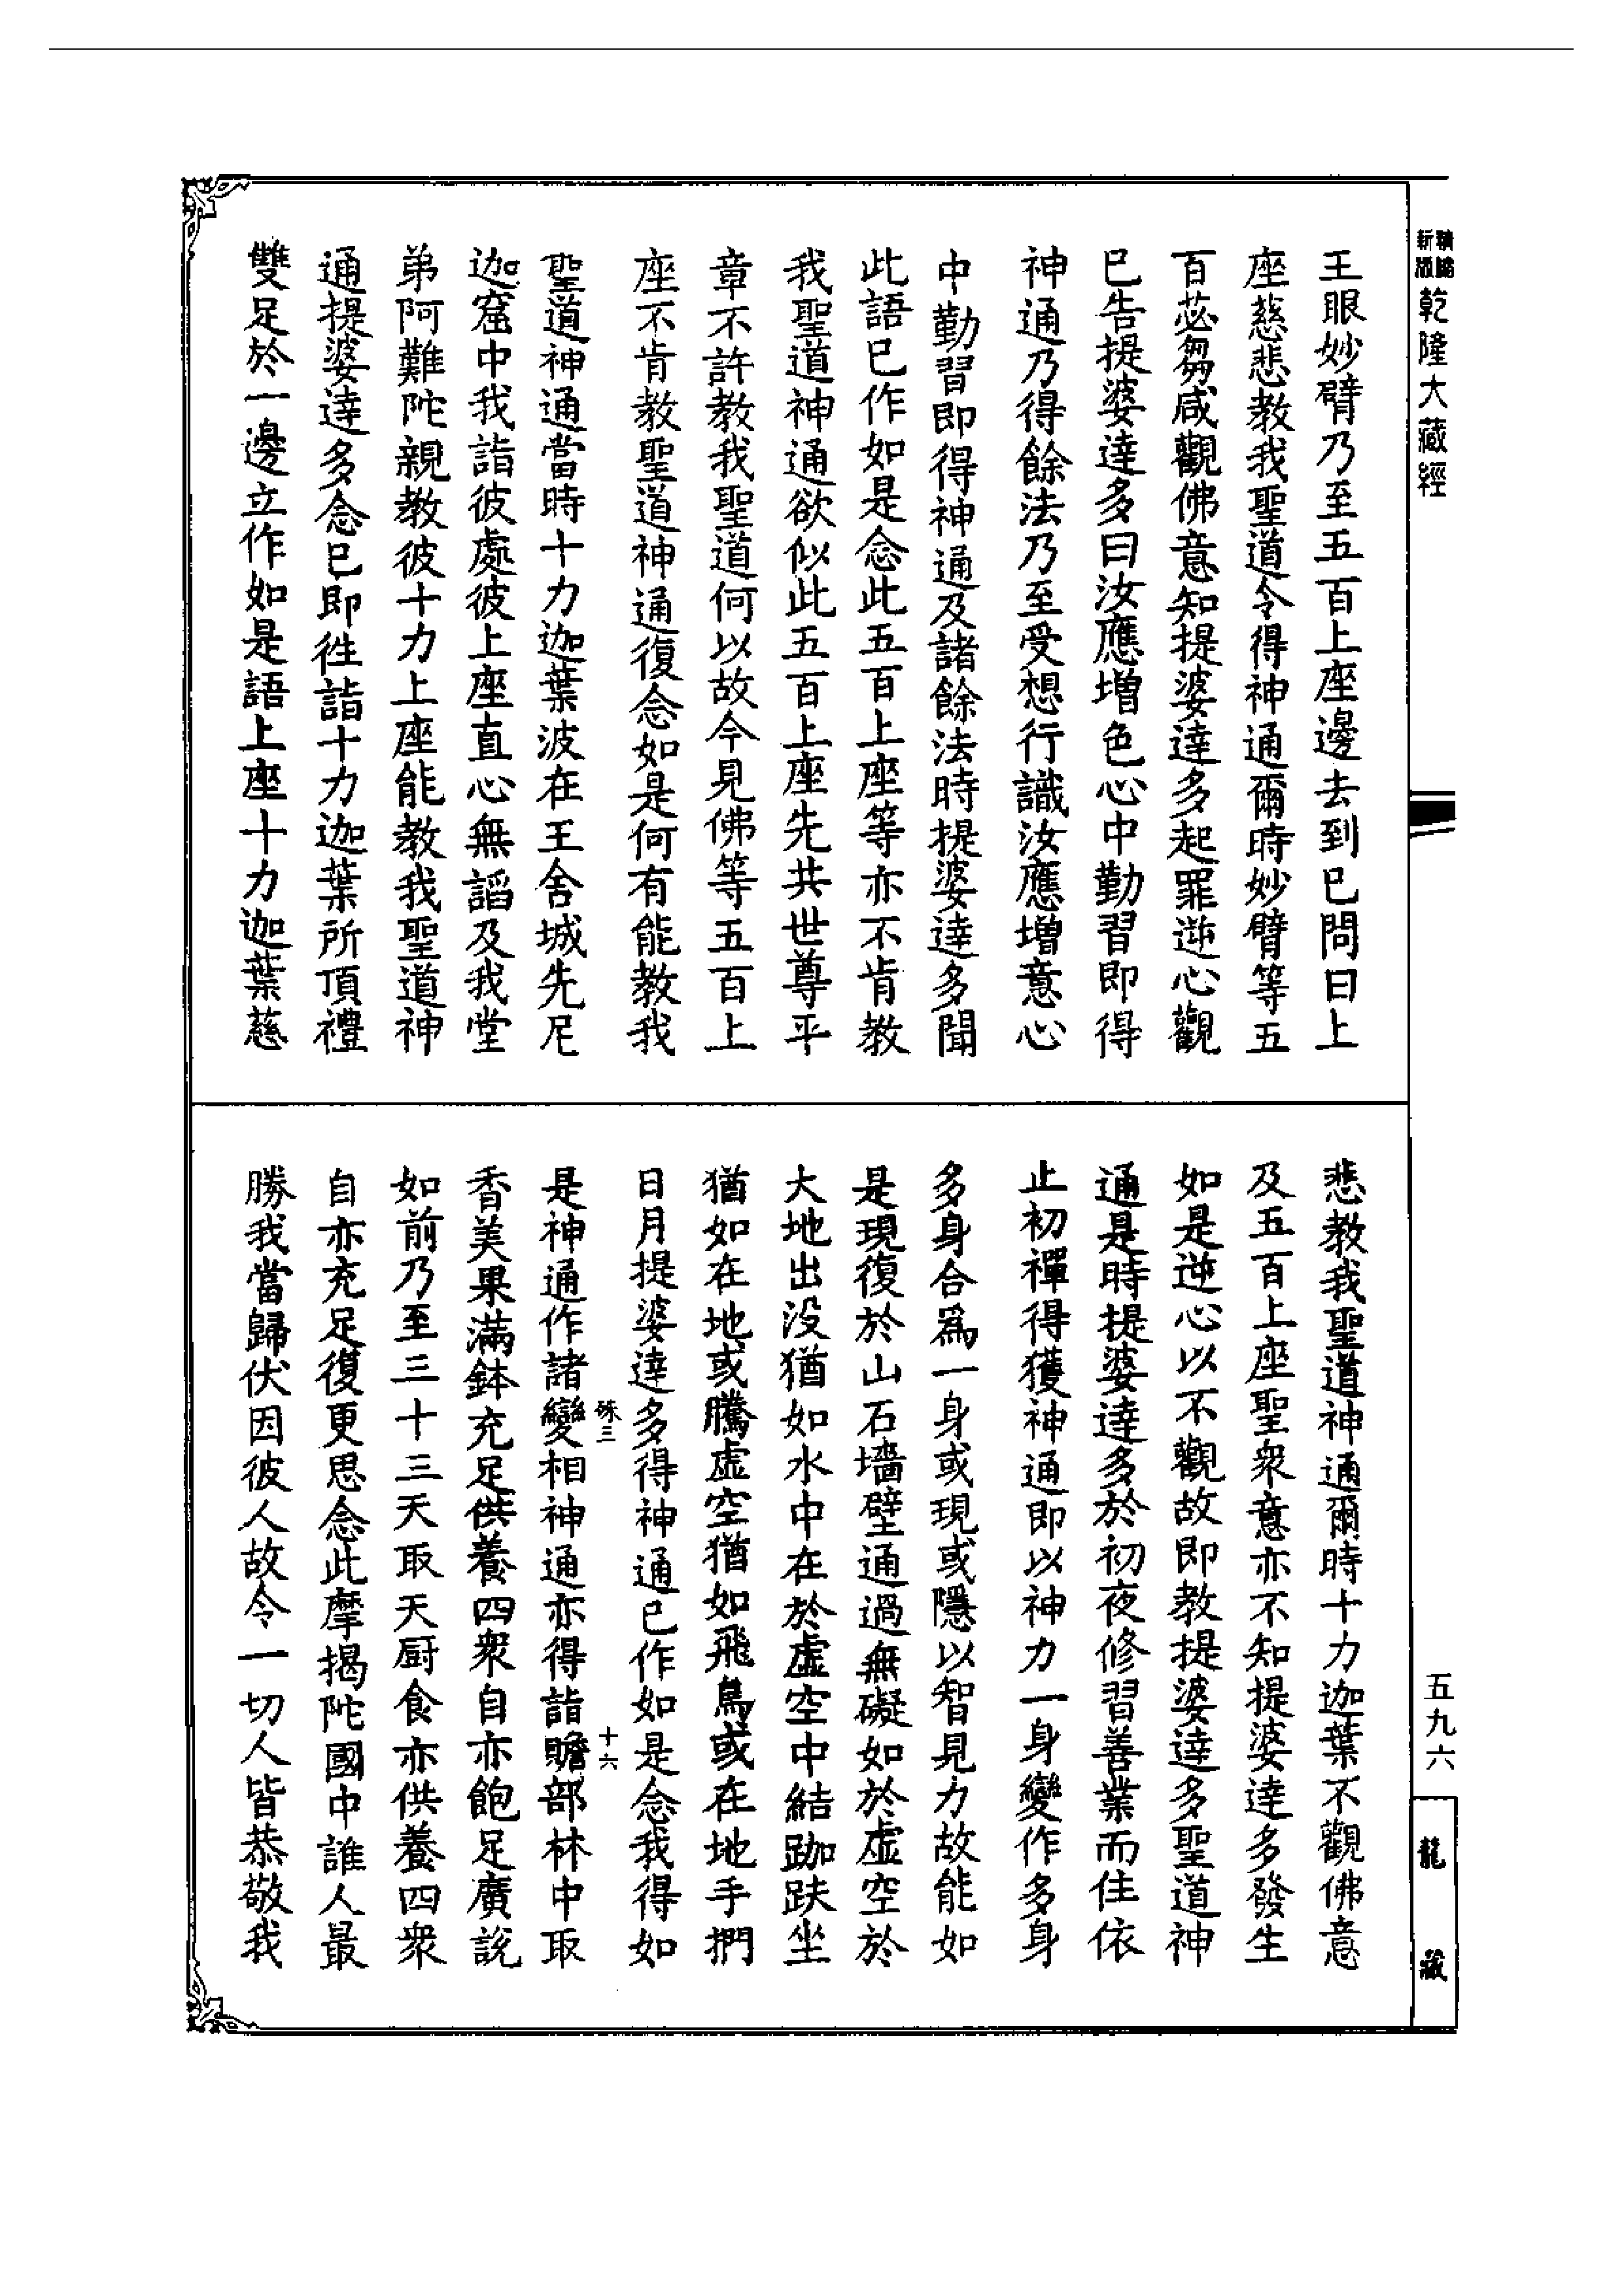 乾隆大藏經
王眼妙臂乃至五百上座邊去到已問曰上
座慈悲教我聖道令得神通爾時妙臂等五
百苾芻咸觀佛意知提婆達多起罪逆心觀
已告提婆達多曰汝應增色心中勤習即得
神通乃得餘法乃至受想行識汝應增意心
中勤習即得神通及諸餘法時提婆達多聞
此語已作如是念此五百上座等亦不肯教
我聖道神通欲似此五百上座先共世尊平
章不許教我聖道何以故今見佛等五百上
座不肯教聖道神通復念如是何有能教我
聖道神通當時十力迦葉波在王舍城先尼
迦窟中我詣彼處彼上座直心無謟及我堂
弟阿難陀親教彼十力上座能教我聖道神
通提婆達多念已即徃詣十力迦葉所頂禮
雙足於一邊立作如是語上座十力迦葉慈
悲教我聖道神通爾時十力迦葉不觀佛意
及五百上座聖衆意亦不知提婆達多發生
如是逆心以不觀故即教提婆達多聖道神
通是時提婆達多於初夜修習善業而住依
止初禪得獲神通即以神力一身變作多身
多身合爲一身或現或隱以智見力故能如
是現復於山石墻壁通過無礙如於虛空於
大地出没猶如水中在於虛空中結跏趺坐
猶如在地或騰虛空猶如飛鳥或在地手捫
日月提婆達多得神通已作如是念我得如
是神通作諸變相神通亦得詣贍部林中取
香美果滿鉢充足供養四衆自亦飽足廣説
如前乃至三十三天取天厨食亦供養四衆
自亦充足復更思念此摩揭陀國中誰人最
勝我當歸伏因彼人故令一切人皆恭敬我
十六
五九六
龍藏